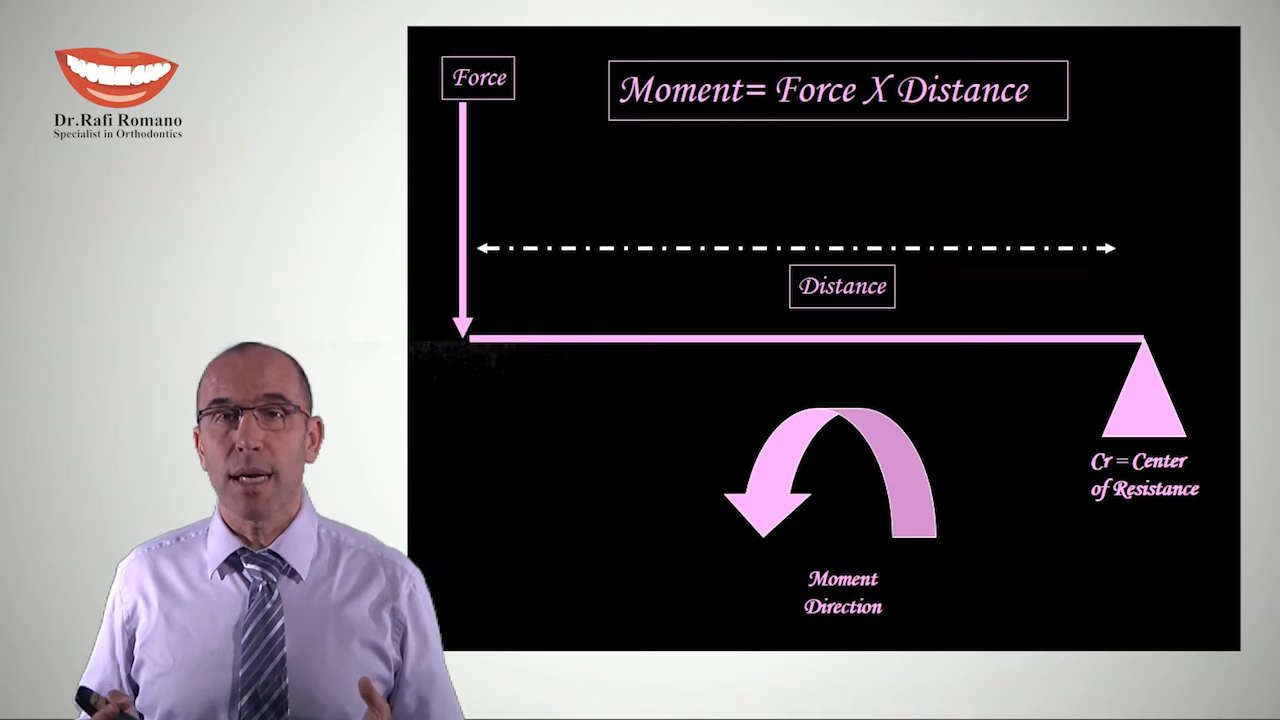 Dr.Rafi Romano
Specialist in Orthodontics
Force
Moment= Force X Distance
Distance
Cr = Center
of Resistance
Moment
Direction